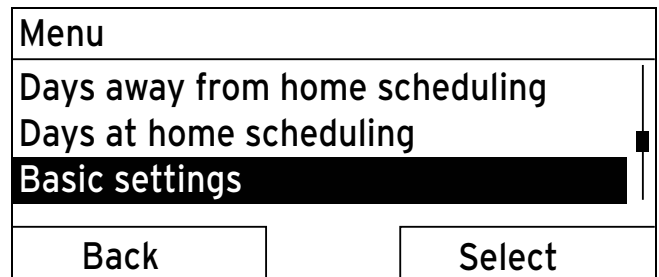 Menu
Days away from home scheduling
Days at home scheduling
Basic settings
Back Select